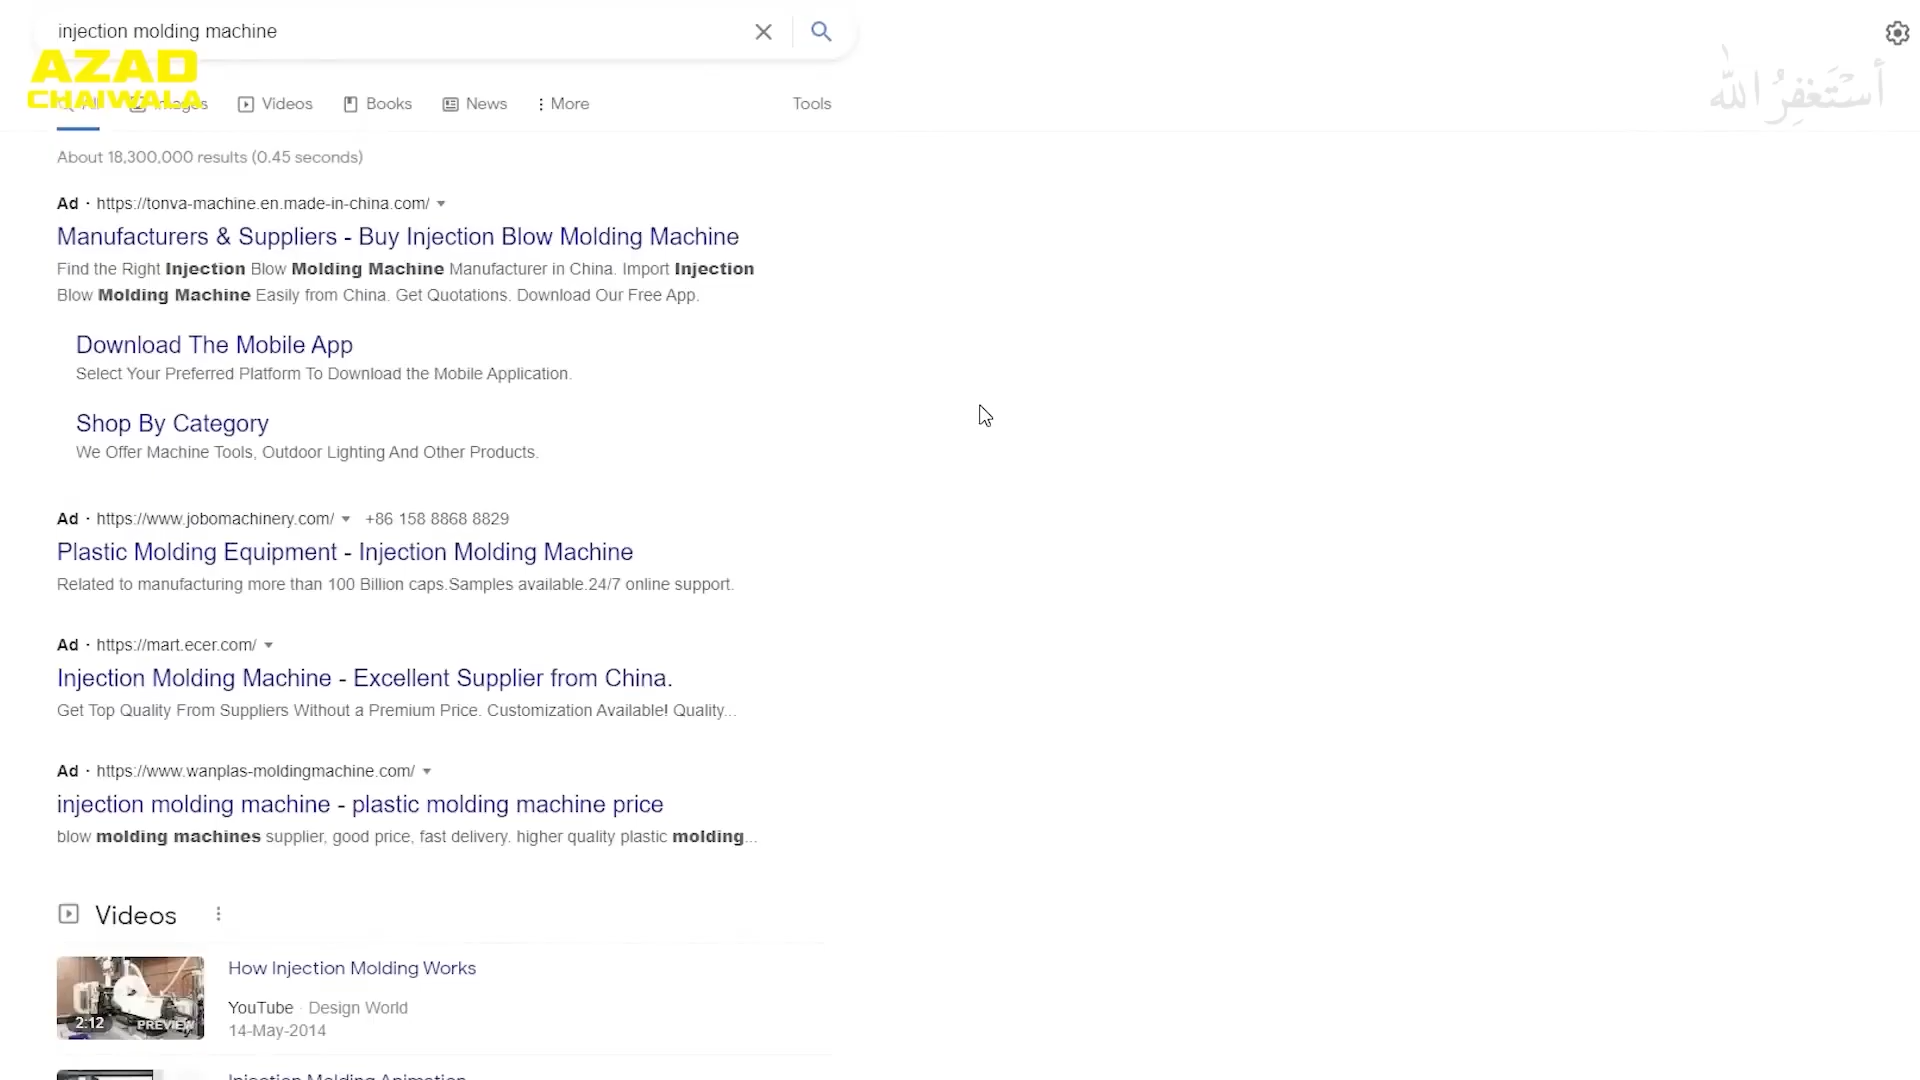 injection molding machine
AZAD
CHAIWALA
أستغفر الله
Images
Videos
Books
News
More
Tools
About 18,300,000 results (0.45 seconds)
Ad · https://tonva-machine.en.made-in-china.com/
Manufacturers & Suppliers - Buy Injection Blow Molding Machine
Find the Right Injection Blow Molding Machine Manufacturer in China. Import Injection
Blow Molding Machine Easily from China. Get Quotations. Download Our Free App.
Download The Mobile App
Select Your Preferred Platform To Download the Mobile Application.
Shop By Category
We Offer Machine Tools, Outdoor Lighting And Other Products.
Ad · https://www.jobomachinery.com/ +86 158 8868 8829
Plastic Molding Equipment - Injection Molding Machine
Related to manufacturing more than 100 Billion caps.Samples available.24/7 online support.
Ad · https://mart.ecer.com/
Injection Molding Machine - Excellent Supplier from China.
Get Top Quality From Suppliers Without a Premium Price. Customization Available! Quality...
Ad · https://www.wanplas-moldingmachine.com/
injection molding machine - plastic molding machine price
blow molding machines supplier, good price, fast delivery. higher quality plastic molding...
Videos
How Injection Molding Works
2:12
PREVIEW
YouTube · Design World
14-May-2014
Injection Molding Animation